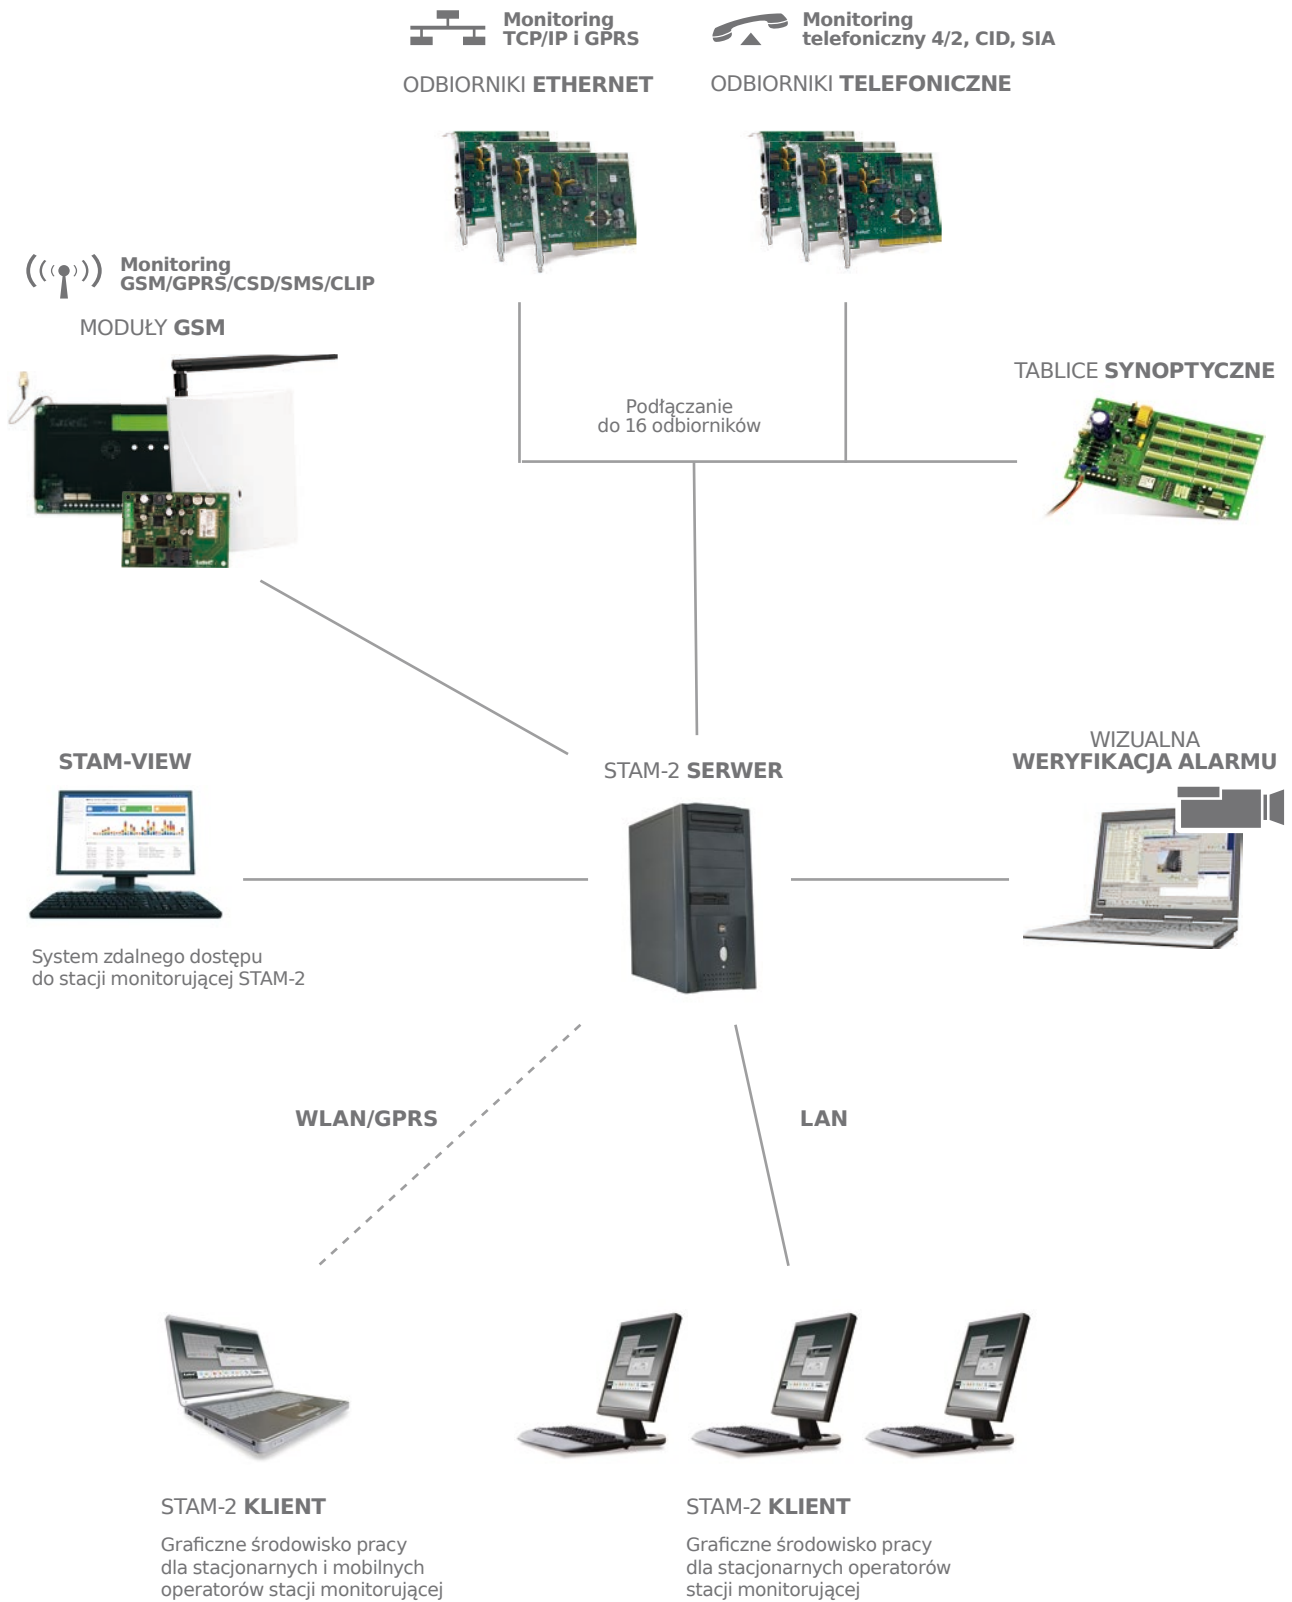 Monitoring
TCP/IP i GPRS
Monitoring
telefoniczny 4/2, CID, SIA
ODBIORNIKI ETHERNET
ODBIORNIKI TELEFONICZNE
Monitoring
GSM/GPRS/CSD/SMS/CLIP
MODUŁY GSM
TABLICE SYNOPTYCZNE
Podłączanie
do 16 odbiorników
STAM-VIEW
STAM-2 SERWER
WIZUALNA
WERYFIKACJA ALARMU
System zdalnego dostępu
do stacji monitorującej STAM-2
WLAN/GPRS
LAN
STAM-2 KLIENT
Graficzne środowisko pracy
dla stacjonarnych i mobilnych
operatorów stacji monitorującej
STAM-2 KLIENT
Graficzne środowisko pracy
dla stacjonarnych operatorów
stacji monitorującej